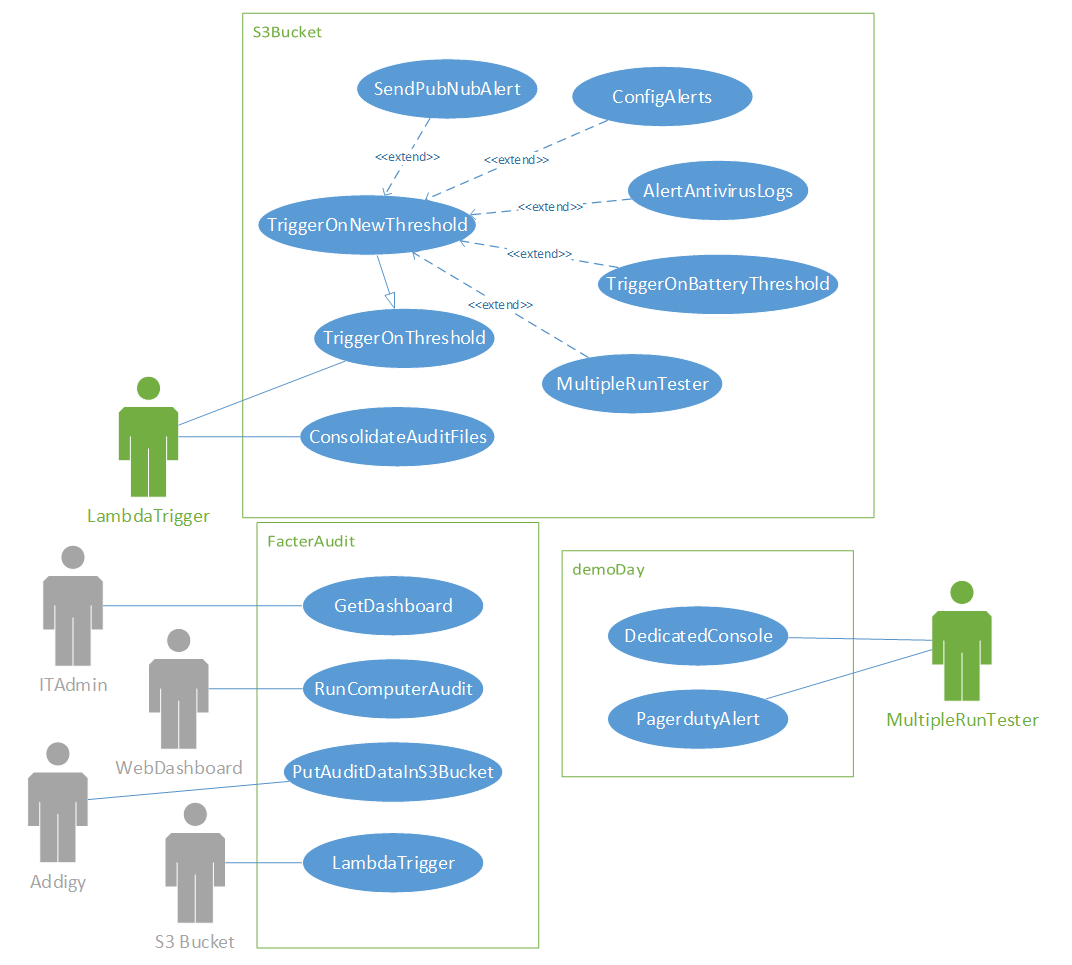 S3Bucket
SendPubNubAlert
ConfigAlerts
<<extend>>
<<extend>>
AlertAntivirusLogs
<<extend>>
TriggerOnNewThreshold
<<extend>>
TriggerOnBatteryThreshold
<<extend>>
TriggerOnThreshold
MultipleRunTester
ConsolidateAuditFiles
LambdaTrigger
FacterAudit
demoDay
GetDashboard
DedicatedConsole
ITAdmin
RunComputerAudit
PagerdutyAlert
MultipleRunTester
WebDashboard
PutAuditDataInS3Bucket
LambdaTrigger
Addigy
S3 Bucket